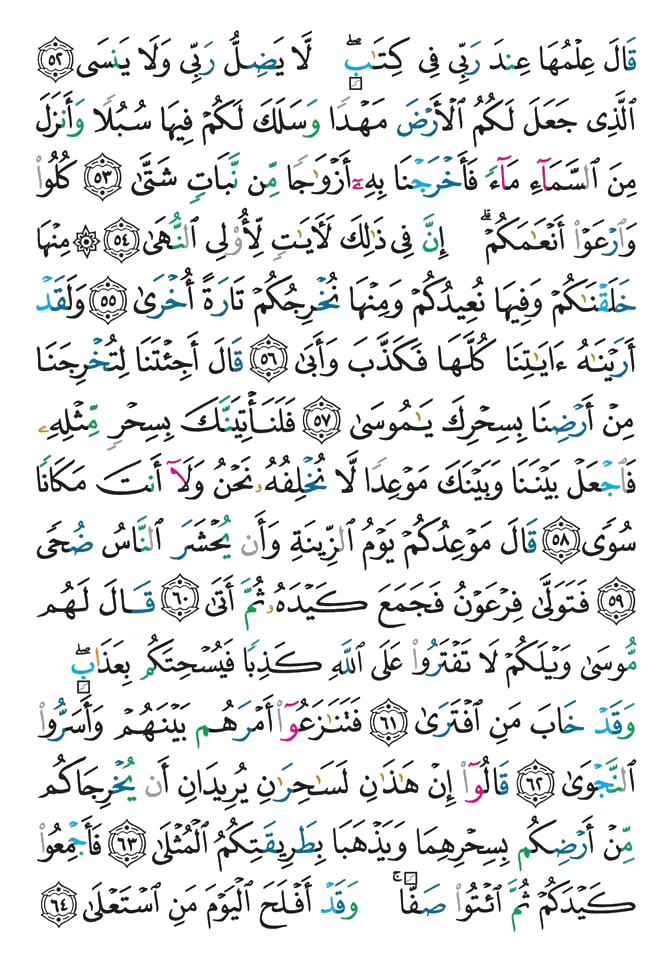 قَالَ عِلْمُهَا عِندَ رَبِّى فِى كِتَـٰبٍۖ لَّا يَضِلُّ رَبِّى وَلَا يَنسَى ٥٢
ٱلَّذِى جَعَلَ لَكُمُ ٱلْأَرْضَ مَهْدًا وَسَلَكَ لَكُمْ فِيهَا سُبُلًا وَأَنزَلَ
مِنَ ٱلسَّمَآءِ مَآءً فَأَخْرَجْنَا بِهِۦٓ أَزْوَٰجًا مِّن نَّبَاتٍ شَتَّىٰ ٥٣ كُلُوا۟
وَٱرْعَوْا۟ أَنْعَـٰمَكُمْۗ إِنَّ فِى ذَٰلِكَ لَـَٔايَـٰتٍ لِّأُو۟لِى ٱلنُّهَىٰ ٥٤ ۞ مِنْهَا
خَلَقْنَـٰكُمْ وَفِيهَا نُعِيدُكُمْ وَمِنْهَا نُخْرِجُكُمْ تَارَةً أُخْرَىٰ ٥٥ وَلَقَدْ
أَرَيْنَـٰهُ ءَايَـٰتِنَا كُلَّهَا فَكَذَّبَ وَأَبَىٰ ٥٦ قَالَ أَجِئْتَنَا لِتُخْرِجَنَا
مِنْ أَرْضِنَا بِسِحْرِكَ يَـٰمُوسَىٰ ٥٧ فَلَنَأْتِيَنَّكَ بِسِحْرٍ مِّثْلِهِۦ
فَٱجْعَلْ بَيْنَنَا وَبَيْنَكَ مَوْعِدًا لَّا نُخْلِفُهُۥ نَحْنُ وَلَآ أَنتَ مَكَانًا
سُوًى ٥٨ قَالَ مَوْعِدُكُمْ يَوْمُ ٱلزِّينَةِ وَأَن يُحْشَرَ ٱلنَّاسُ ضُحًى
٥٩ فَتَوَلَّىٰ فِرْعَوْنُ فَجَمَعَ كَيْدَهُۥ ثُمَّ أَتَىٰ ٦٠ قَالَ لَهُم
مُّوسَىٰ وَيْلَكُمْ لَا تَفْتَرُوا۟ عَلَى ٱللَّهِ كَذِبًا فَيُسْحِتَكُم بِعَذَابٍۖ
وَقَدْ خَابَ مَنِ ٱفْتَرَىٰ ٦١ فَتَنَـٰزَعُوٓا۟ أَمْرَهُم بَيْنَهُمْ وَأَسَرُّوا۟
ٱلنَّجْوَىٰ ٦٢ قَالُوٓا۟ إِنْ هَـٰذَٰنِ لَسَـٰحِرَٰنِ يُرِيدَانِ أَن يُخْرِجَاكُم
مِّنْ أَرْضِكُم بِسِحْرِهِمَا وَيَذْهَبَا بِطَرِيقَتِكُمُ ٱلْمُثْلَىٰ ٦٣ فَأَجْمِعُوا۟
كَيْدَكُمْ ثُمَّ ٱئْتُوا۟ صَفًّاۚ وَقَدْ أَفْلَحَ ٱلْيَوْمَ مَنِ ٱسْتَعْلَىٰ ٦٤